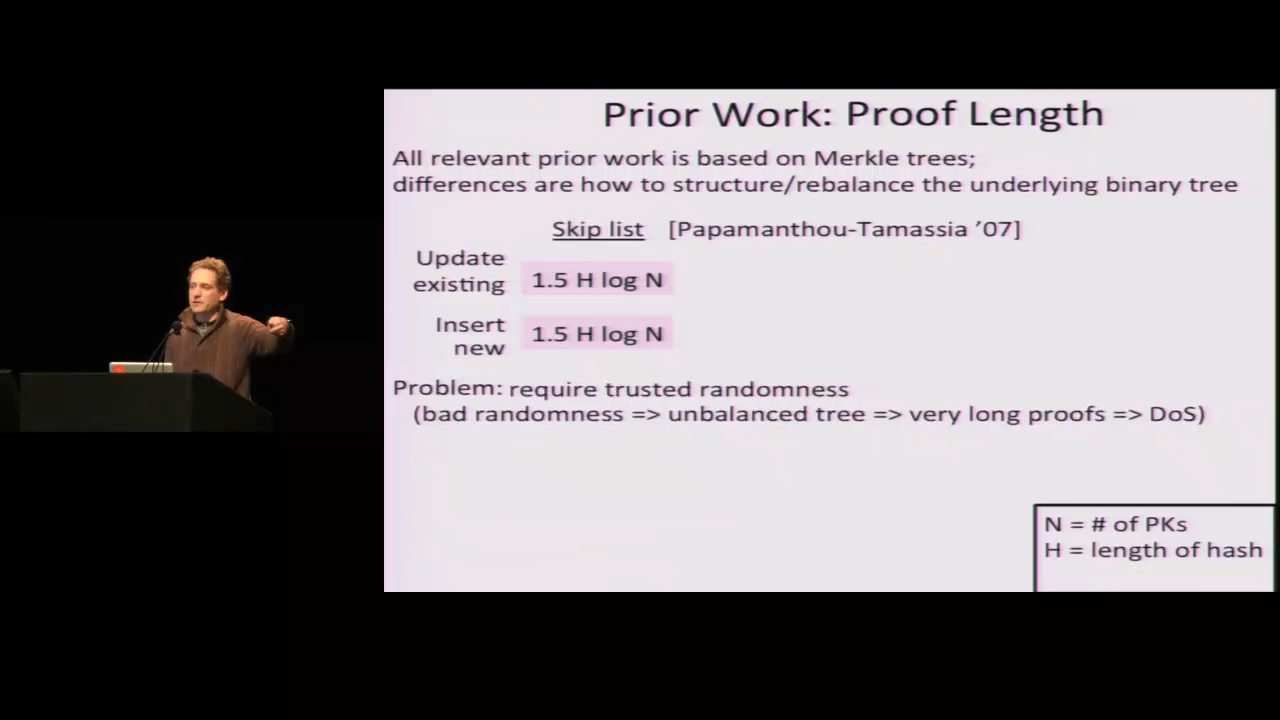 Prior Work: Proof Length
All relevant prior work is based on Merkle trees;
differences are how to structure/rebalance the underlying binary tree
Skip list [Papamanthou-Tamassia ’07]
Update
existing
1.5 H log N
Insert
new
1.5 H log N
Problem: require trusted randomness
(bad randomness => unbalanced tree => very long proofs => DoS)
N = # of PKs
H = length of hash